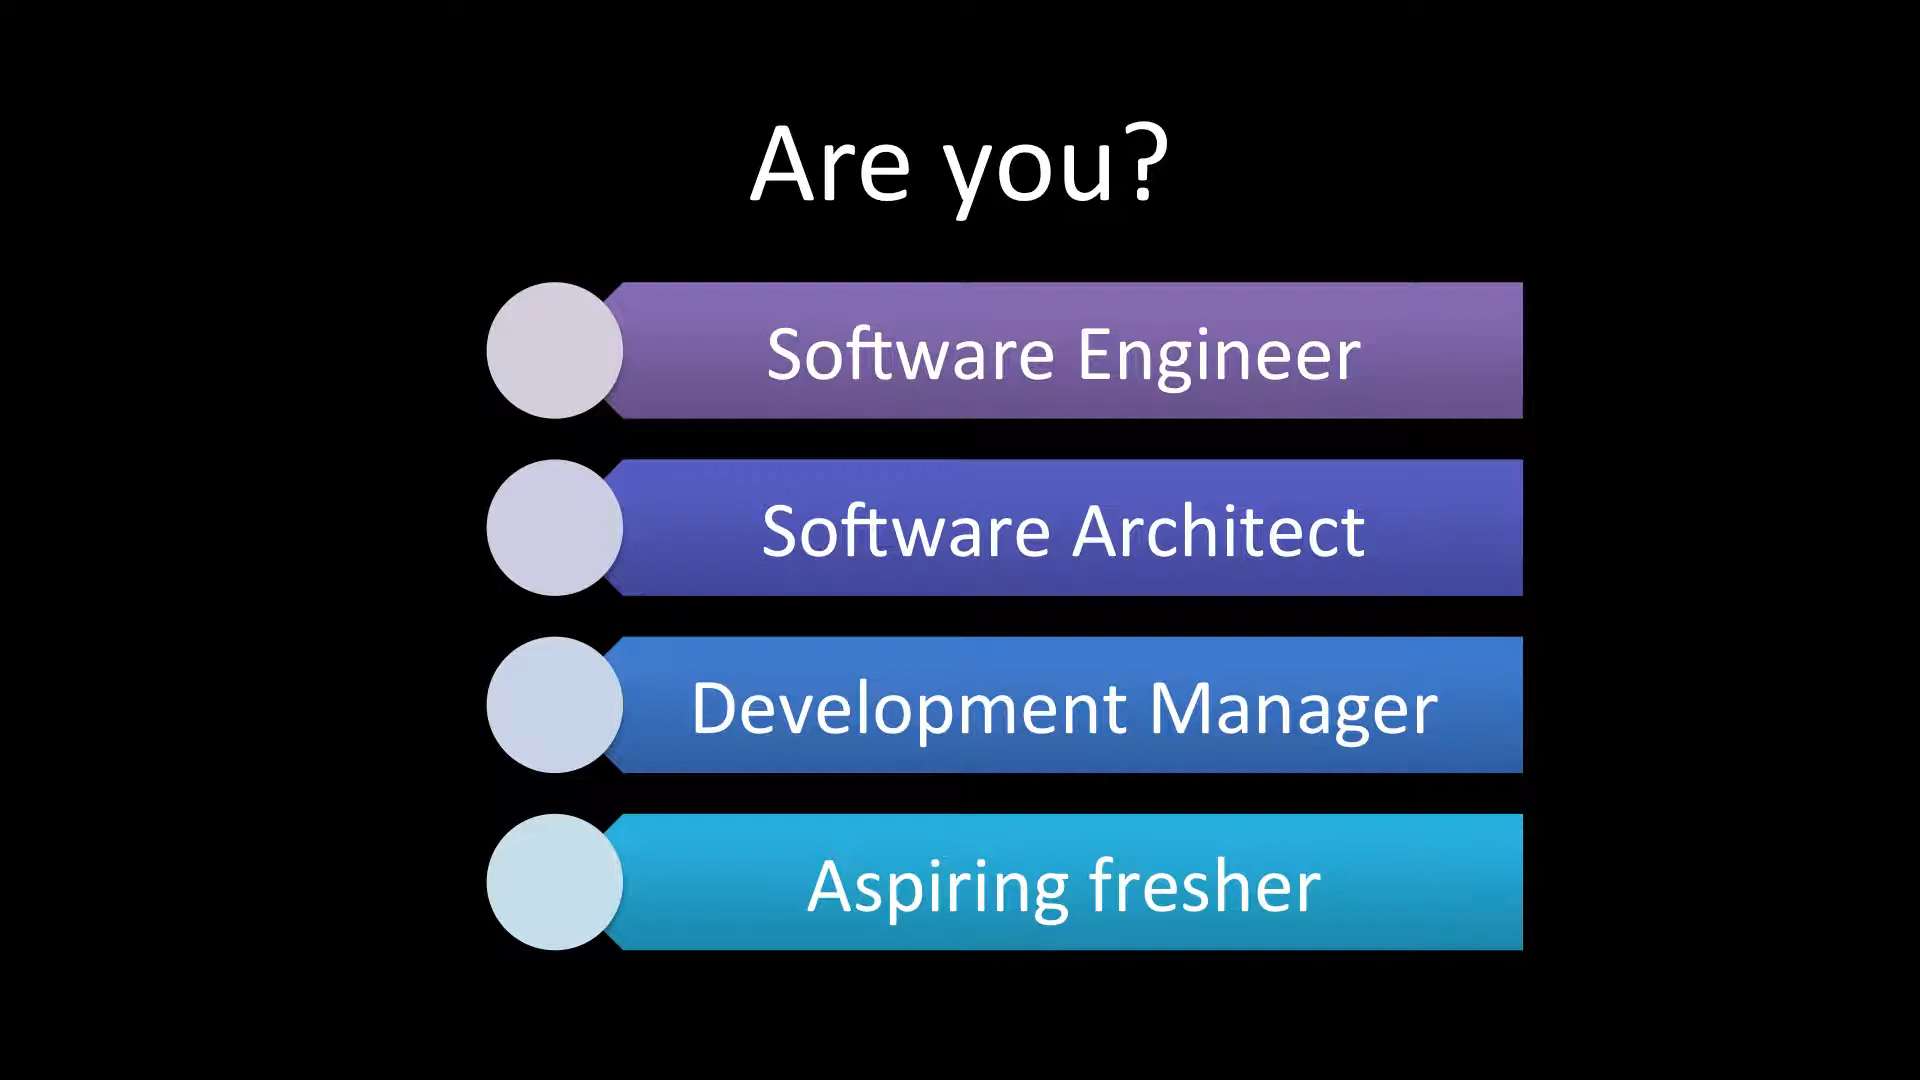 Are you?
Software Engineer
Software Architect
Development Manager
Aspiring fresher